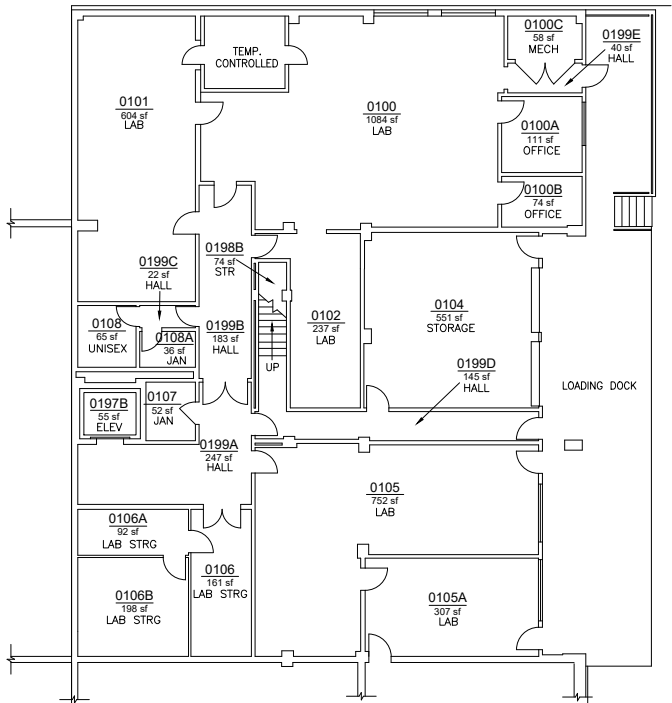 0100C
58 sf
MECH
0199E
40 sf
HALL
TEMP.
CONTROLLED
0101
604 sf
LAB
0100
1084 sf
LAB
0100A
111 sf
OFFICE
0100B
74 sf
OFFICE
0198B
74 sf
STR
0199C
22 sf
HALL
0104
551 sf
STORAGE
0102
237 sf
LAB
0108
65 sf
UNISEX
0108A
36 sf
JAN
0199B
183 sf
HALL
UP
0199D
145 sf
HALL
LOADING DOCK
0197B
55 sf
ELEV
0107
52 sf
JAN
0199A
247 sf
HALL
0105
752 sf
LAB
0106A
92 sf
LAB STRG
0106
161 sf
LAB STRG
0106B
198 sf
LAB STRG
0105A
307 sf
LAB